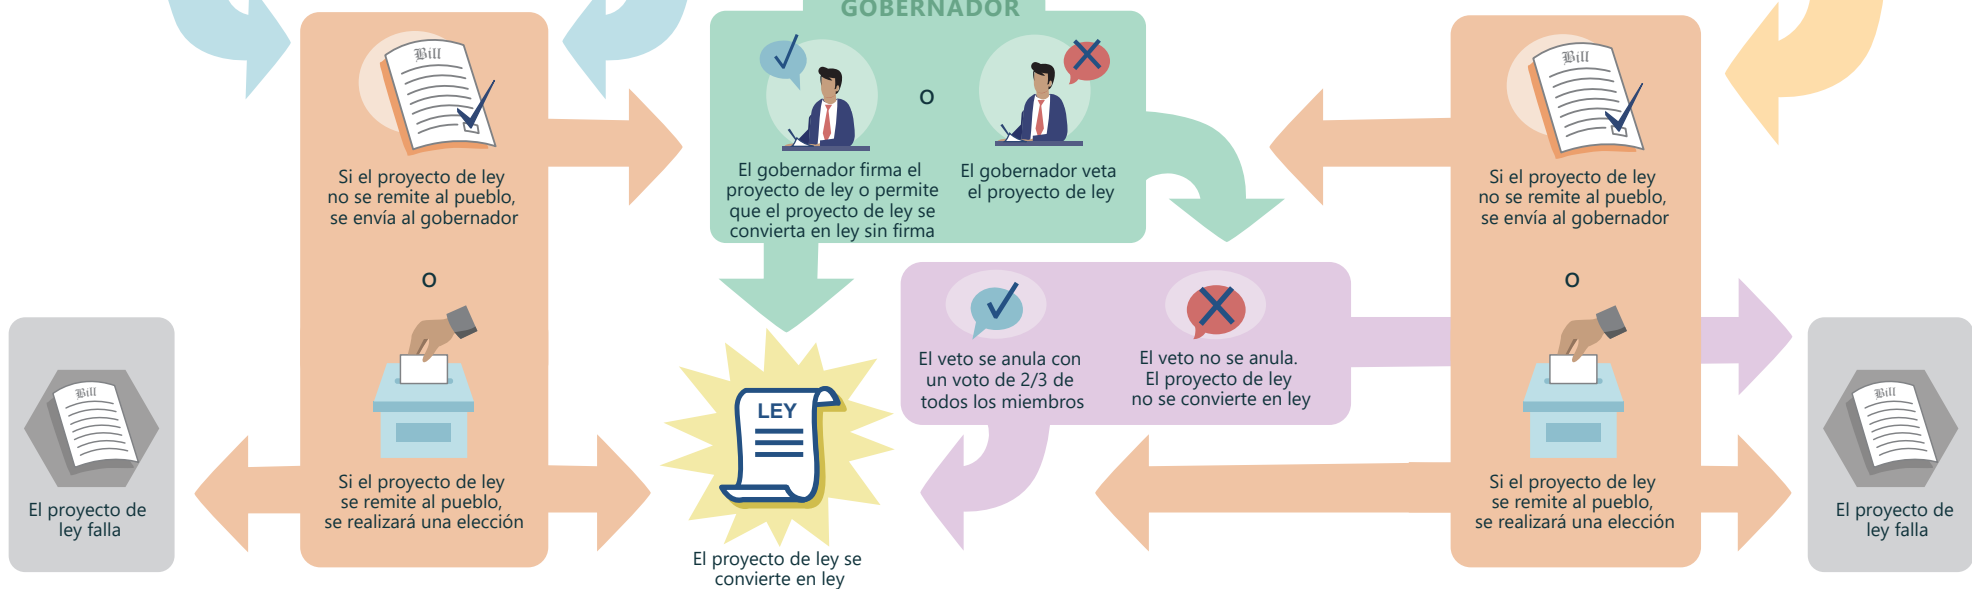 GOBERNADOR
Bill
Si el proyecto de ley
no se remite al pueblo,
se envía al gobernador
O
Si el proyecto de ley
se remite al pueblo,
se realizará una elección
Bill
El proyecto de
ley falla
El gobernador firma el
proyecto de ley o permite
que el proyecto de ley se
convierta en ley sin firma
O
El gobernador veta
el proyecto de ley
El veto se anula con
un voto de 2/3 de
todos los miembros
El veto no se anula.
El proyecto de ley
no se convierte en ley
LEY
El proyecto de ley se
convierte en ley
Bill
Si el proyecto de ley
no se remite al pueblo,
se envía al gobernador
O
Si el proyecto de ley
se remite al pueblo,
se realizará una elección
Bill
El proyecto de
ley falla